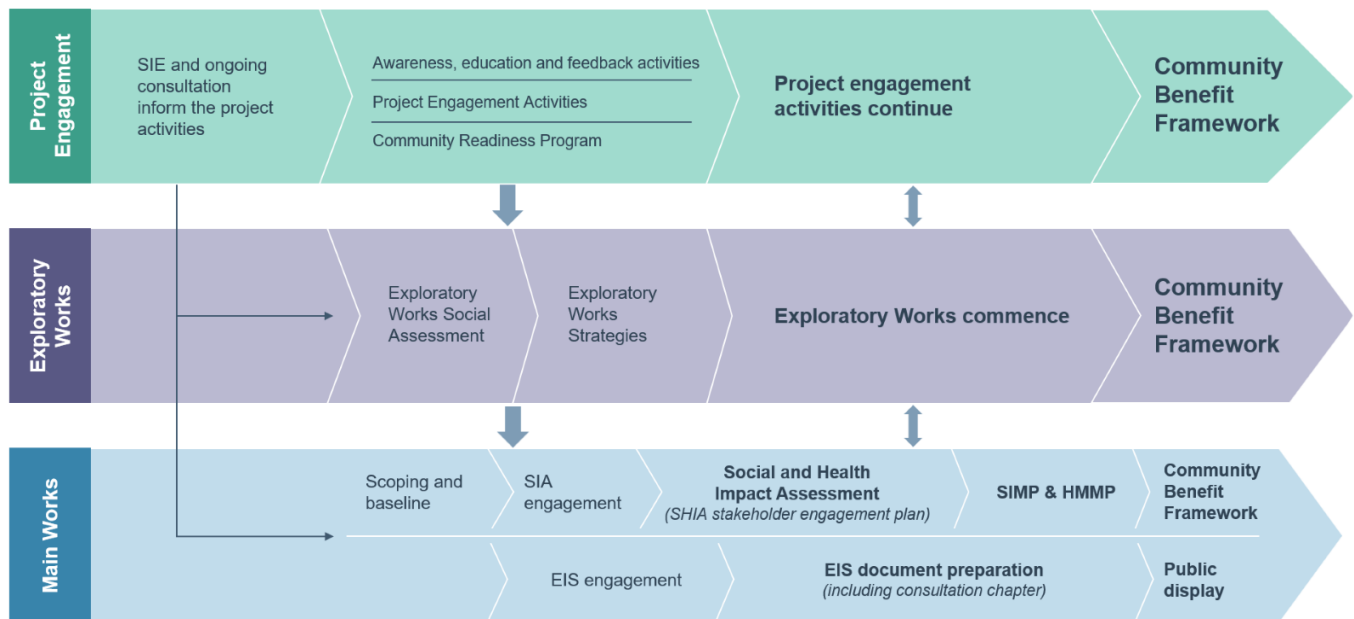 Project
Engagement
SIE and ongoing
consultation
inform the project
activities
Awareness, education and feedback activities
Project Engagement Activities
Community Readiness Program
Project engagement
activities continue
Community
Benefit
Framework
Exploratory
Works
Exploratory
Works Social
Assessment
Exploratory
Works
Strategies
Exploratory Works commence
Community
Benefit
Framework
Main Works
Scoping and
baseline
SIA
engagement
Social and Health
Impact Assessment
(SHIA stakeholder engagement plan)
SIMP & HMMP
Community
Benefit
Framework
EIS engagement
EIS document preparation
(including consultation chapter)
Public
display